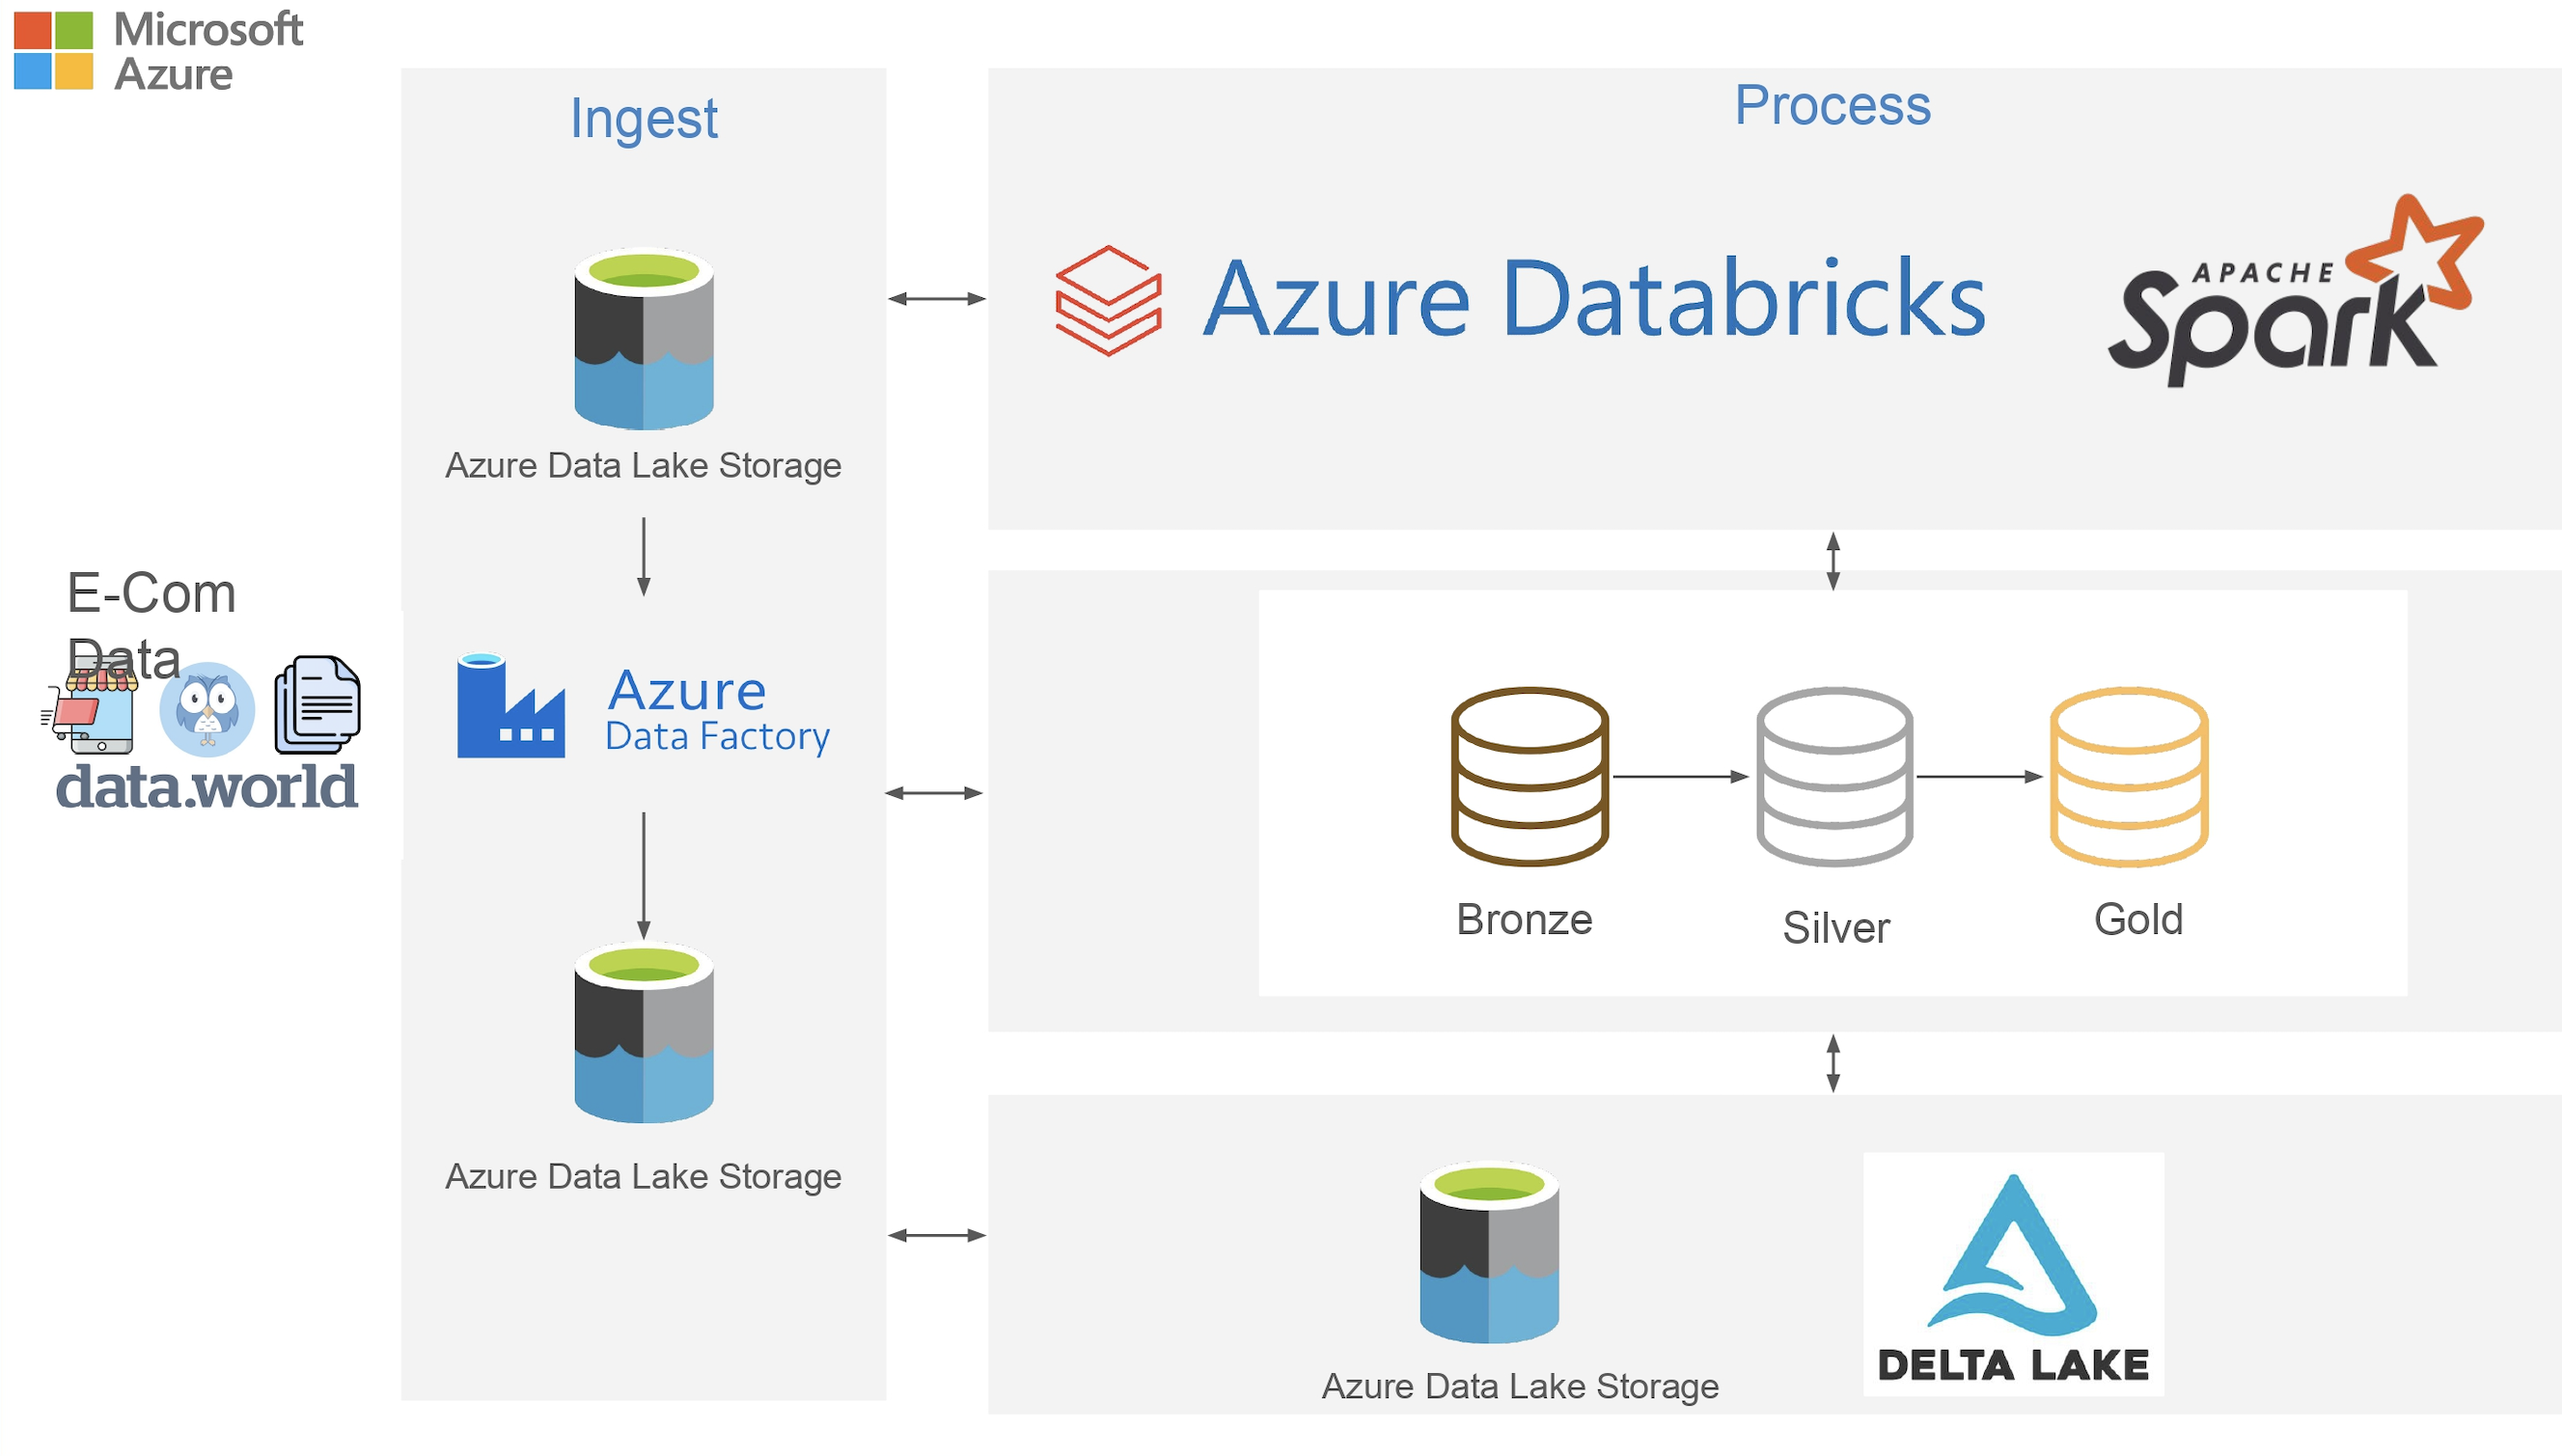 Microsoft
Azure
Ingest
Process
Azure Data Lake Storage
Azure Databricks
APACHE
Spark
E-Com
Data
data.world
Azure
Data Factory
Bronze
Silver
Gold
Azure Data Lake Storage
Azure Data Lake Storage
DELTA LAKE